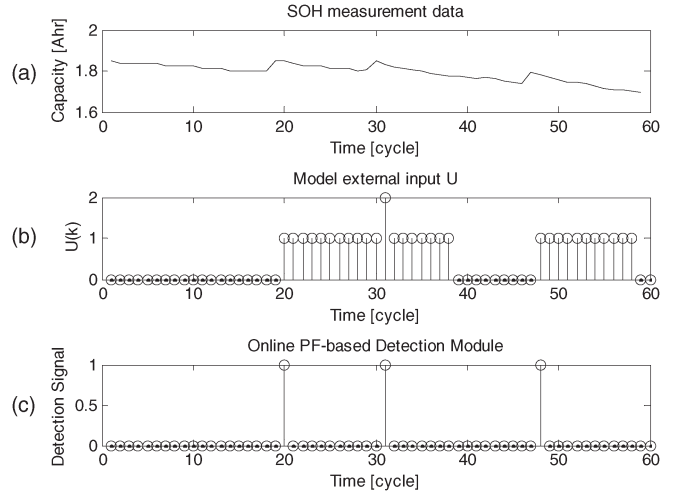 SOH measurement data
(a)
Capacity [Ahr]
2
1.8
1.6
0 10 20 30 40 50 60
Time [cycle]
Model external input U
(b)
U(k)
2
1
0
0 10 20 30 40 50 60
Time [cycle]
Online PF-based Detection Module
(c)
Detection Signal
1
0.5
0
0 10 20 30 40 50 60
Time [cycle]